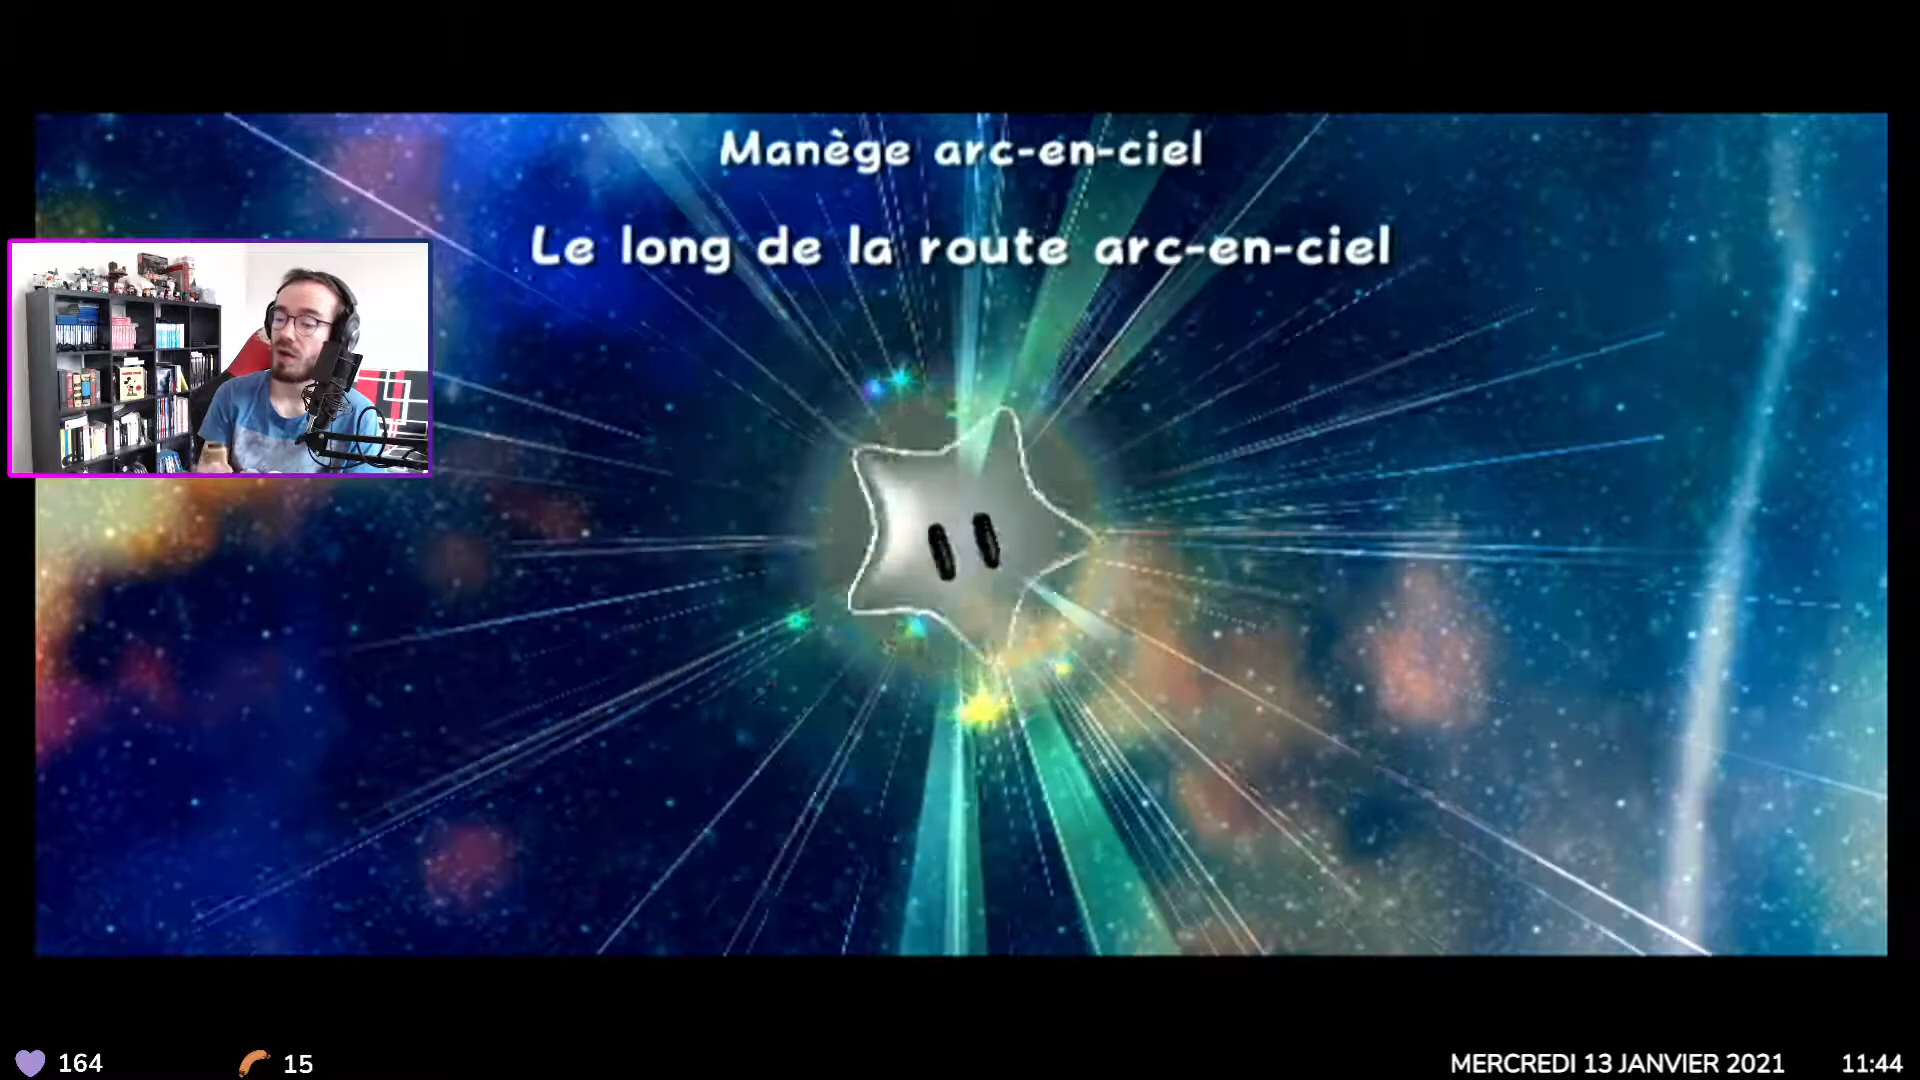 Manège arc-en-ciel
Le long de la route arc-en-ciel
164
15
MERCREDI 13 JANVIER 2021
11:44